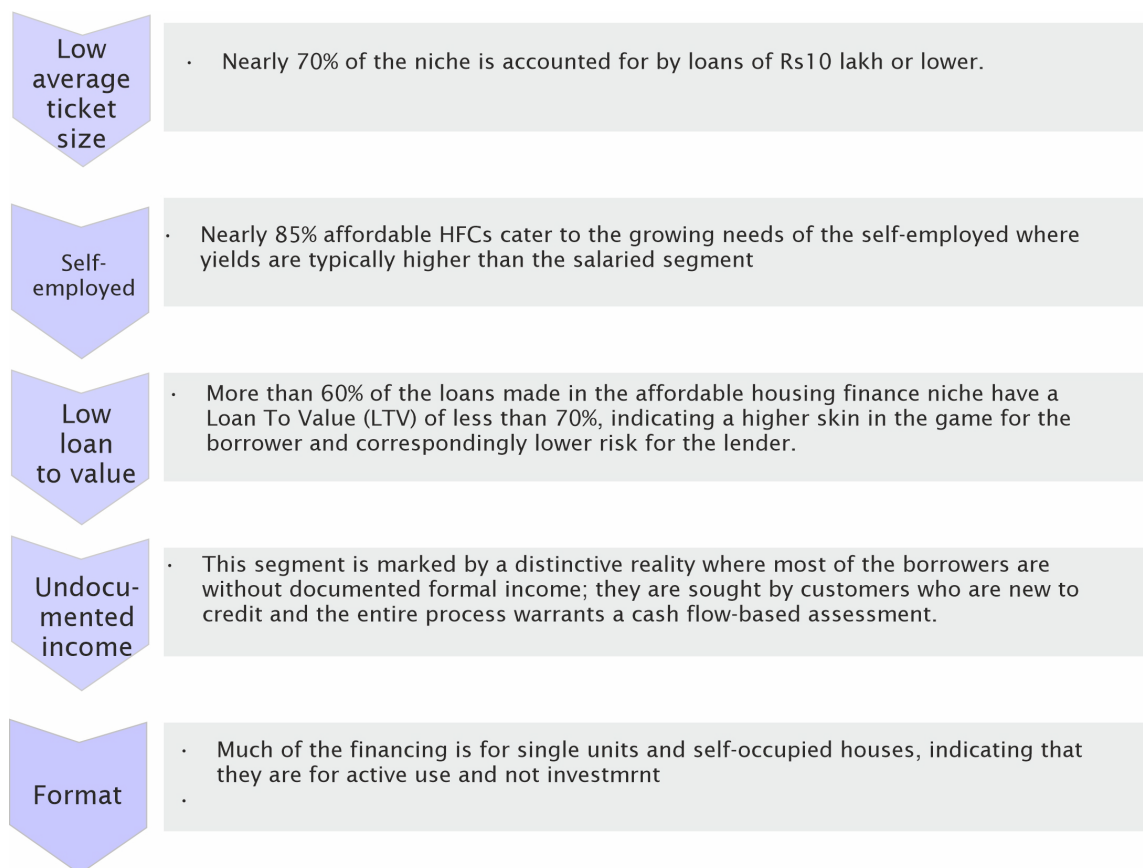 Low
average
ticket
size
· Nearly 70% of the niche is accounted for by loans of Rs10 lakh or lower.
Self-
employed
· Nearly 85% affordable HFCs cater to the growing needs of the self-employed where
yields are typically higher than the salaried segment
Low
loan
to value
· More than 60% of the loans made in the affordable housing finance niche have a
Loan To Value (LTV) of less than 70%, indicating a higher skin in the game for the
borrower and correspondingly lower risk for the lender.
Undocu-
mented
income
· This segment is marked by a distinctive reality where most of the borrowers are
without documented formal income; they are sought by customers who are new to
credit and the entire process warrants a cash flow-based assessment.
Format
· Much of the financing is for single units and self-occupied houses, indicating that
they are for active use and not investmrnt
·